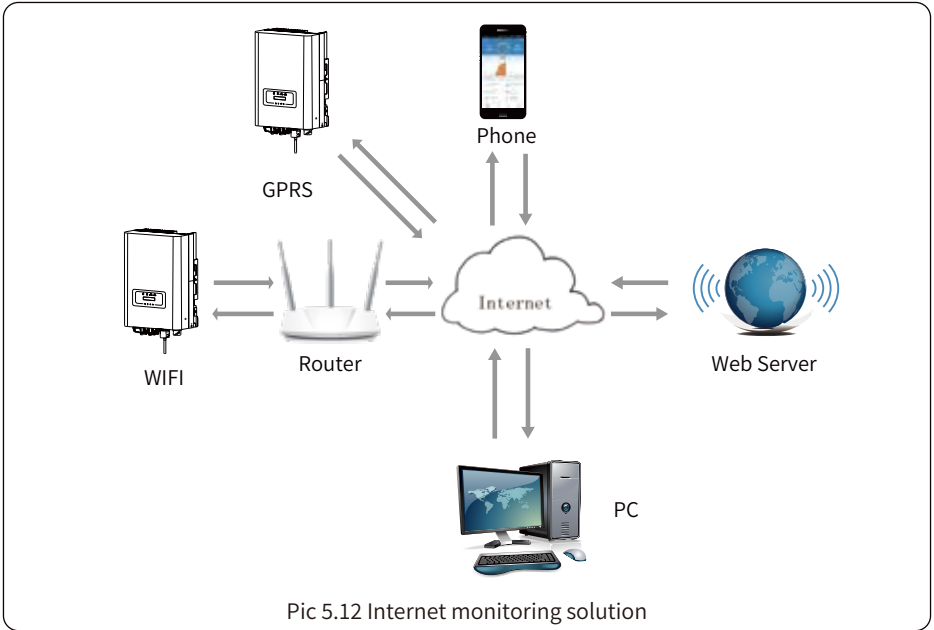 Phone
GPRS
Internet
WIFI
Router
Web Server
PC
Pic 5.12 Internet monitoring solution